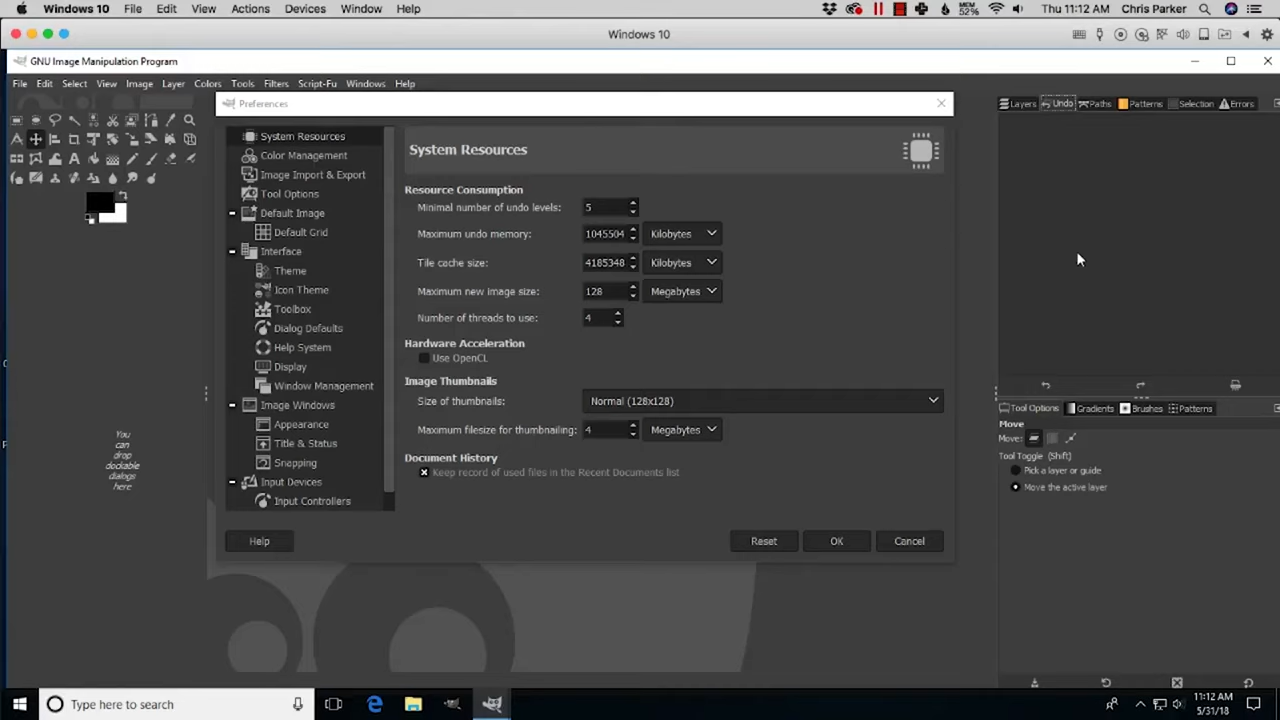 Windows 10 File Edit View Actions Devices Window Help
MEM 52% Thu 11:12 AM Chris Parker
Windows 10
GNU Image Manipulation Program
File Edit Select View Image Layer Colors Tools Filters Script-Fu Windows Help
Preferences
System Resources
Color Management
Image Import & Export
Tool Options
Default Image
Default Grid
Interface
Theme
Icon Theme
Toolbox
Dialog Defaults
Help System
Display
Window Management
Image Windows
Appearance
Title & Status
Snapping
Input Devices
Input Controllers
System Resources
Resource Consumption
Minimal number of undo levels: 5
Maximum undo memory: 1045504 Kilobytes
Tile cache size: 4185348 Kilobytes
Maximum new image size: 128 Megabytes
Number of threads to use: 4
Hardware Acceleration
Use OpenCL
Image Thumbnails
Size of thumbnails: Normal (128x128)
Maximum filesize for thumbnailing: 4 Megabytes
Document History
Keep record of used files in the Recent Documents list
Help Reset OK Cancel
You
can
drop
dockable
dialogs
here
Layers Undo Paths Patterns Selection Errors
Tool Options Gradients Brushes Patterns
Move
Move:
Tool Toggle (Shift)
Pick a layer or guide
Move the active layer
Type here to search
11:12 AM
5/31/18